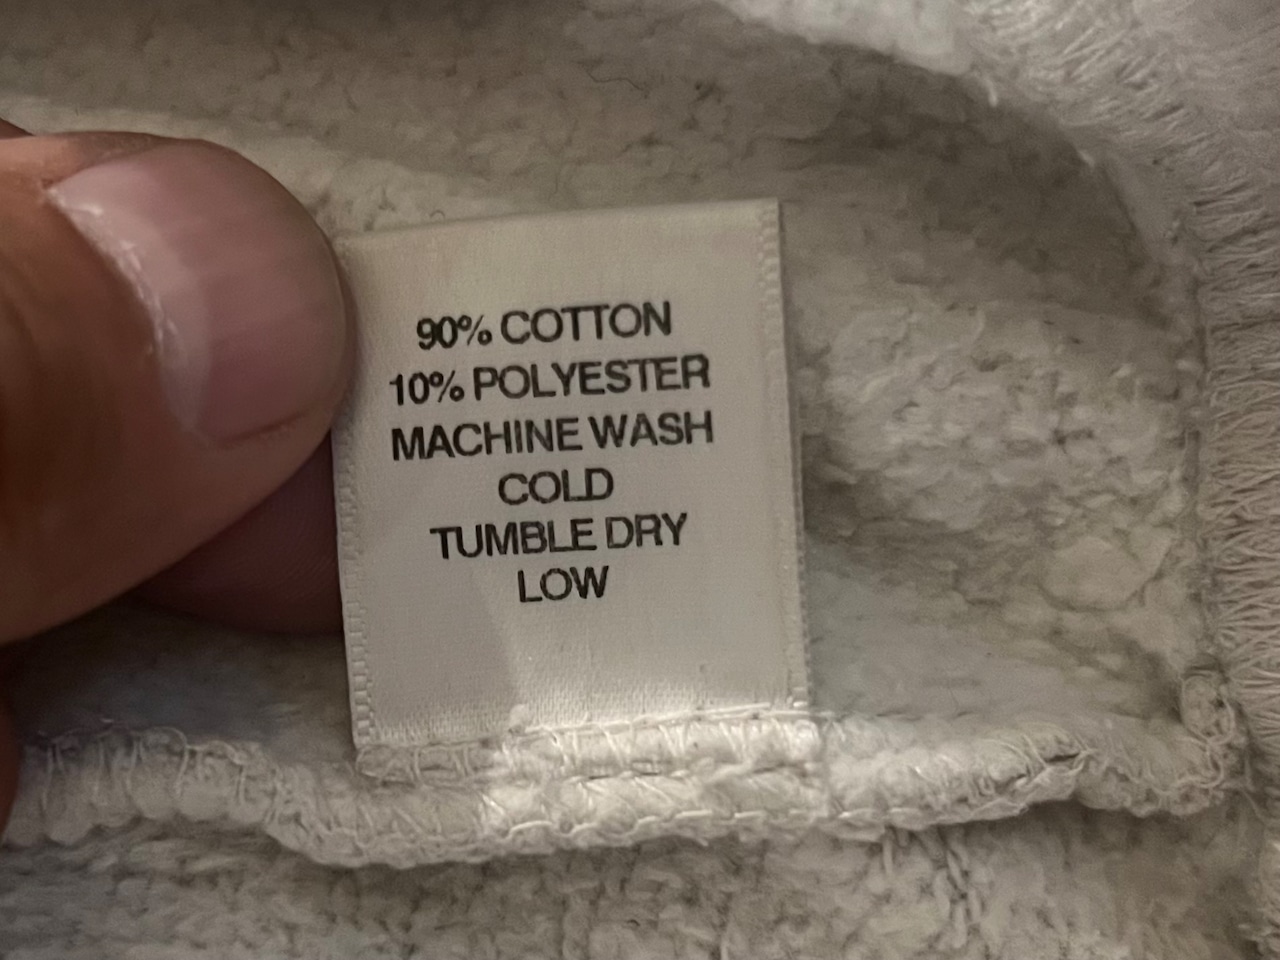 90% COTTON
10% POLYESTER
MACHINE WASH
COLD
TUMBLE DRY
LOW